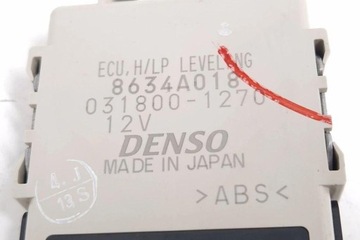 ECU, H/LP LEVELING
8634A018
031800-1270
12V
DENSO
MADE IN JAPAN
>ABS<